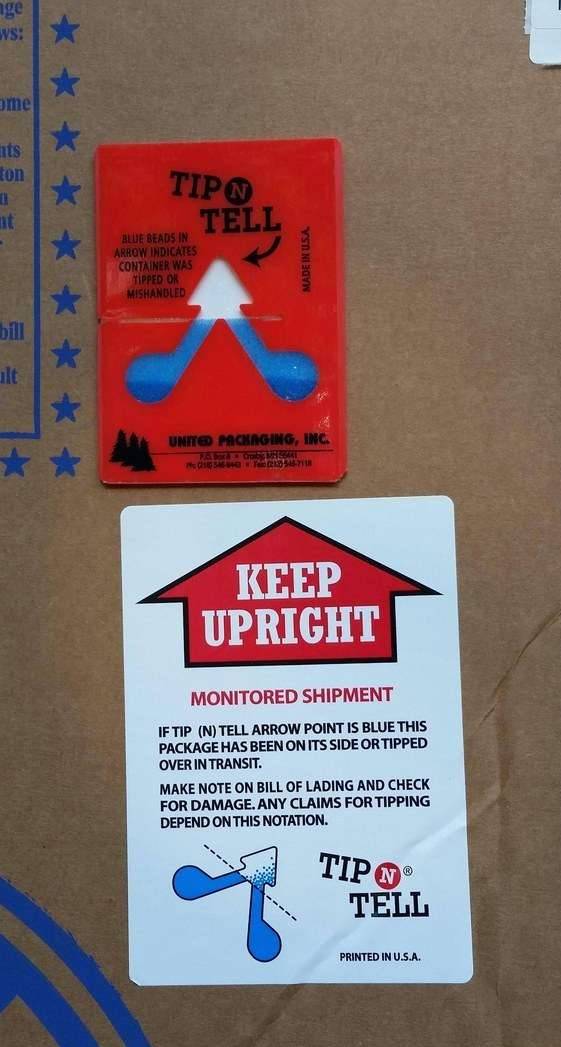 ome
ton
bill
TIP N
TELL
BLUE BEADS IN
ARROW INDICATES
CONTAINER WAS
TIPPED OR
MISHANDLED
MADE IN U.S.A.
UNITED PACKAGING, INC.
KEEP
UPRIGHT
MONITORED SHIPMENT
IF TIP (N) TELL ARROW POINT IS BLUE THIS
PACKAGE HAS BEEN ON ITS SIDE OR TIPPED
OVER IN TRANSIT.
MAKE NOTE ON BILL OF LADING AND CHECK
FOR DAMAGE. ANY CLAIMS FOR TIPPING
DEPEND ON THIS NOTATION.
TIP N®
TELL
PRINTED IN U.S.A.